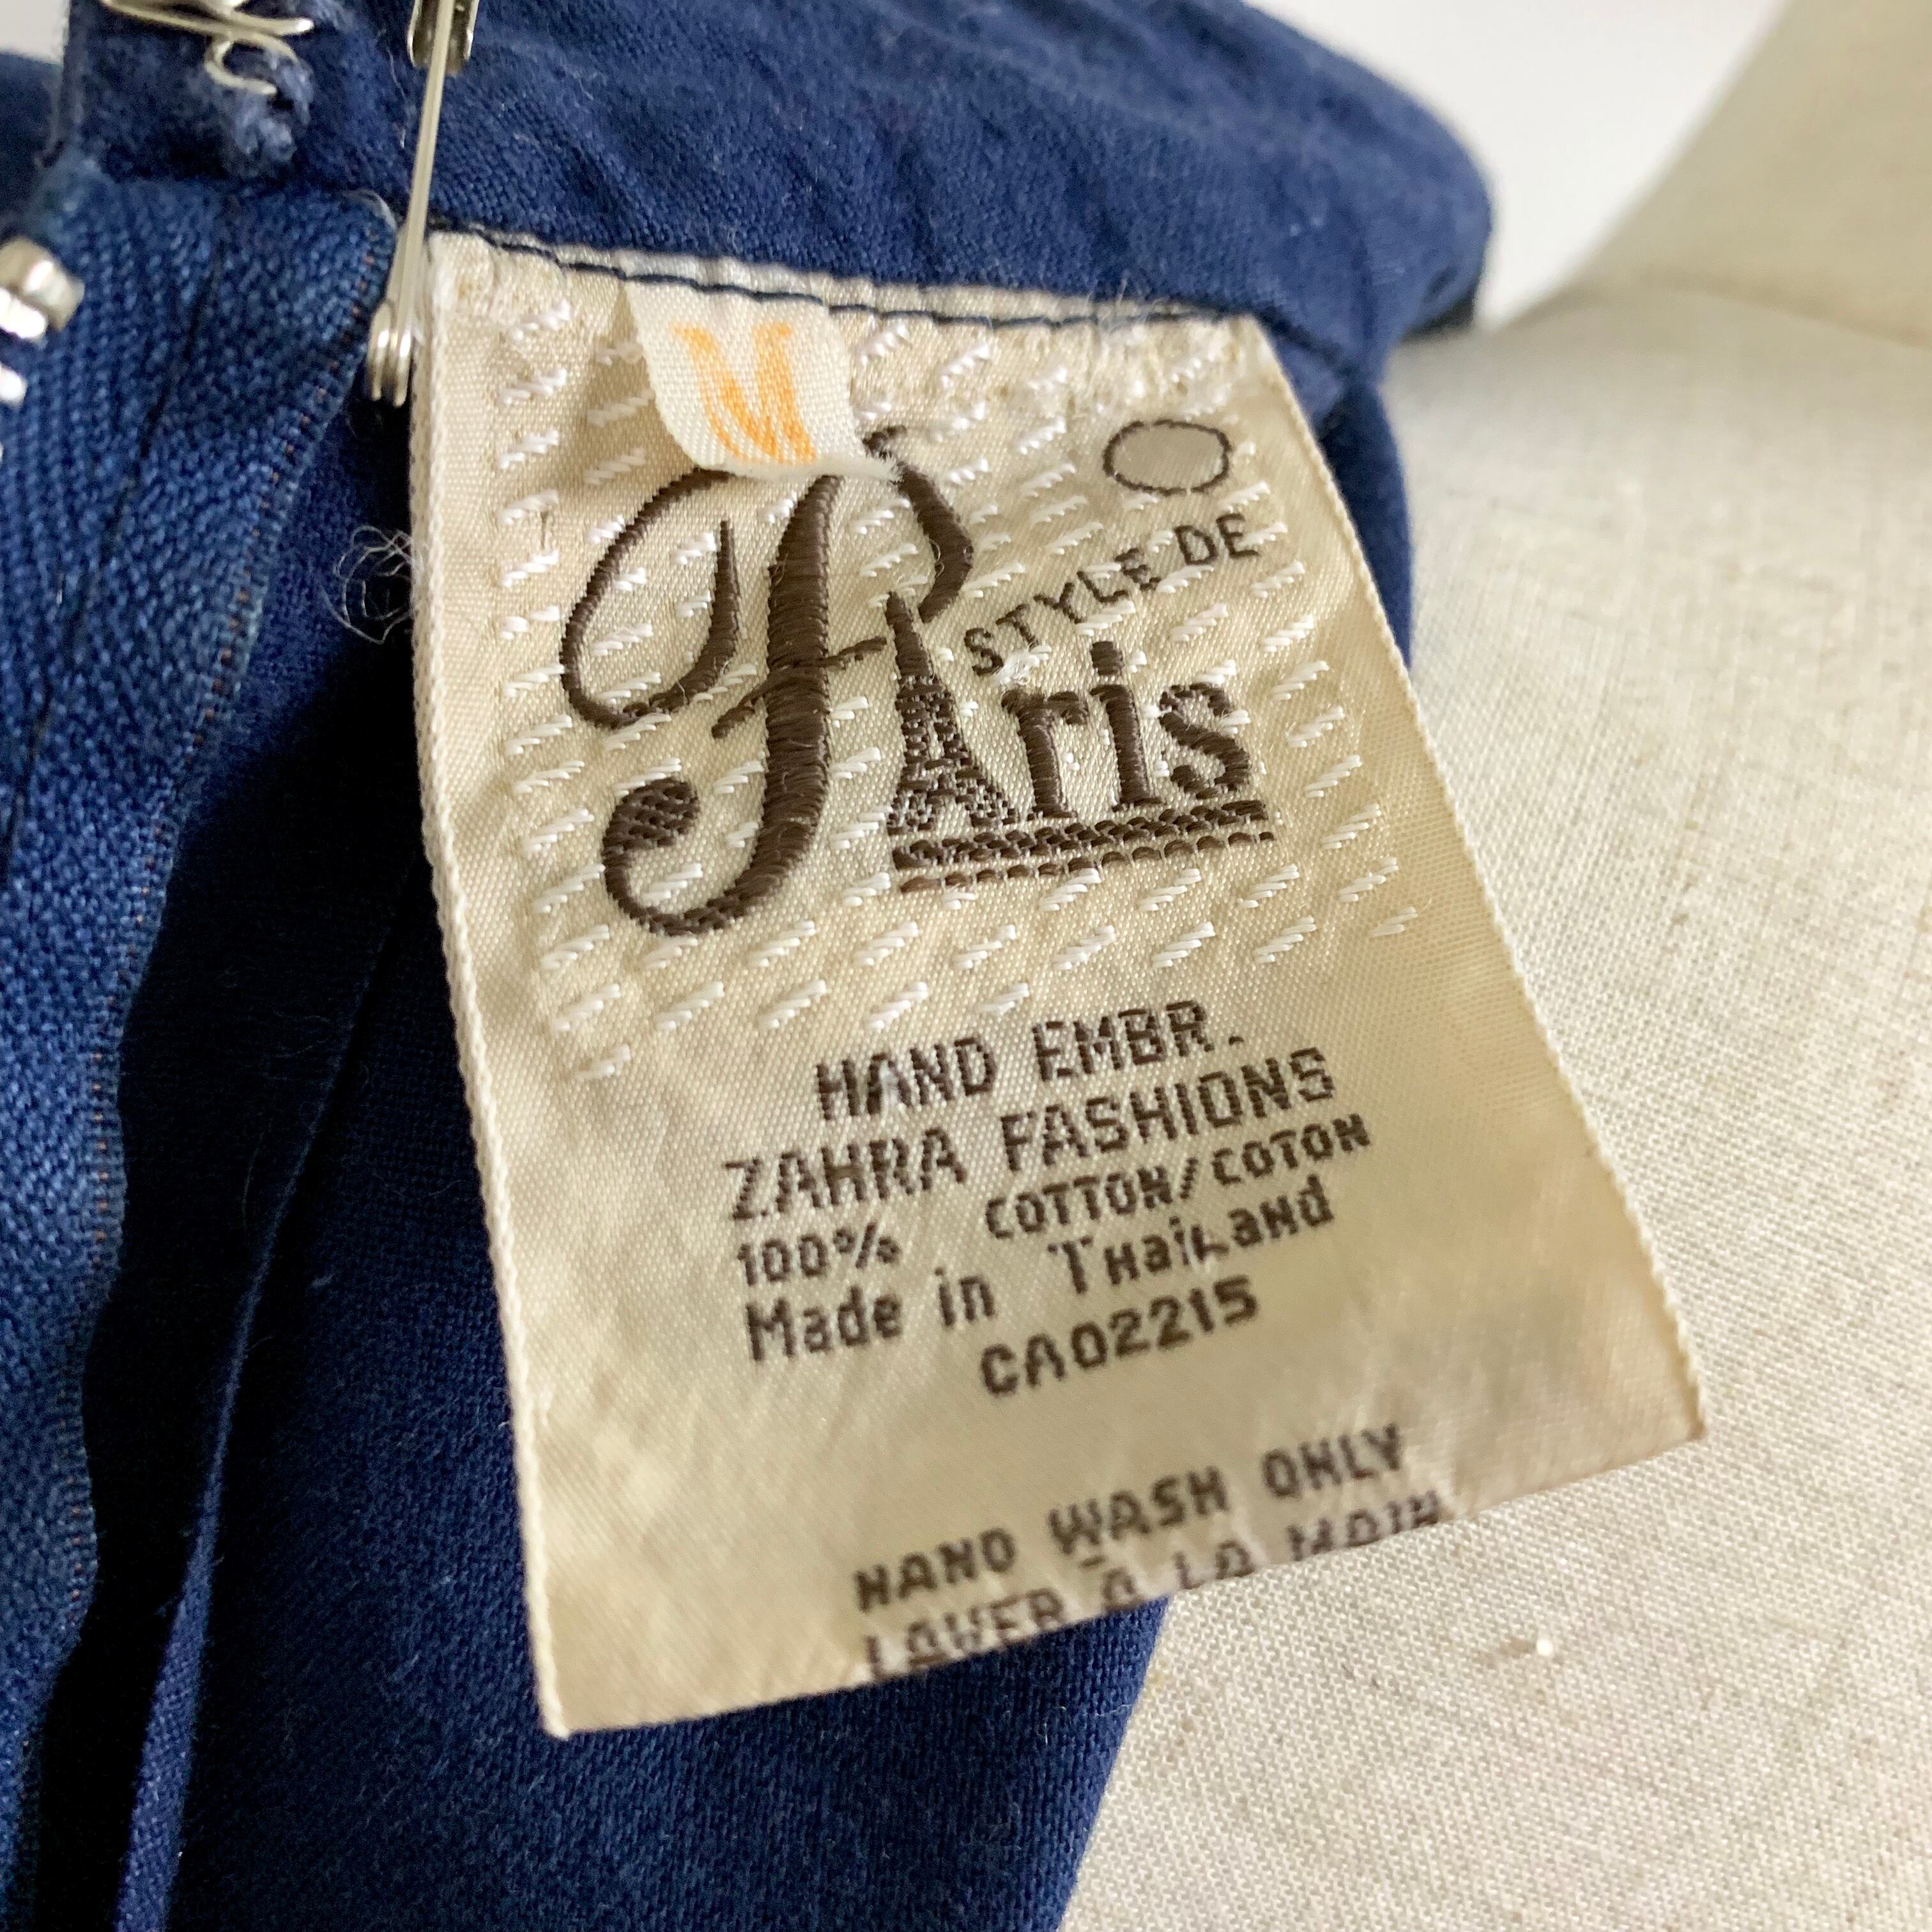 M
STYLE DE
Paris
HAND EMBR.
ZAHRA FASHIONS
100% COTTON/COTON
Made in Thailand
CA02215
HAND WASH ONLY
LAVER À LA MAIN